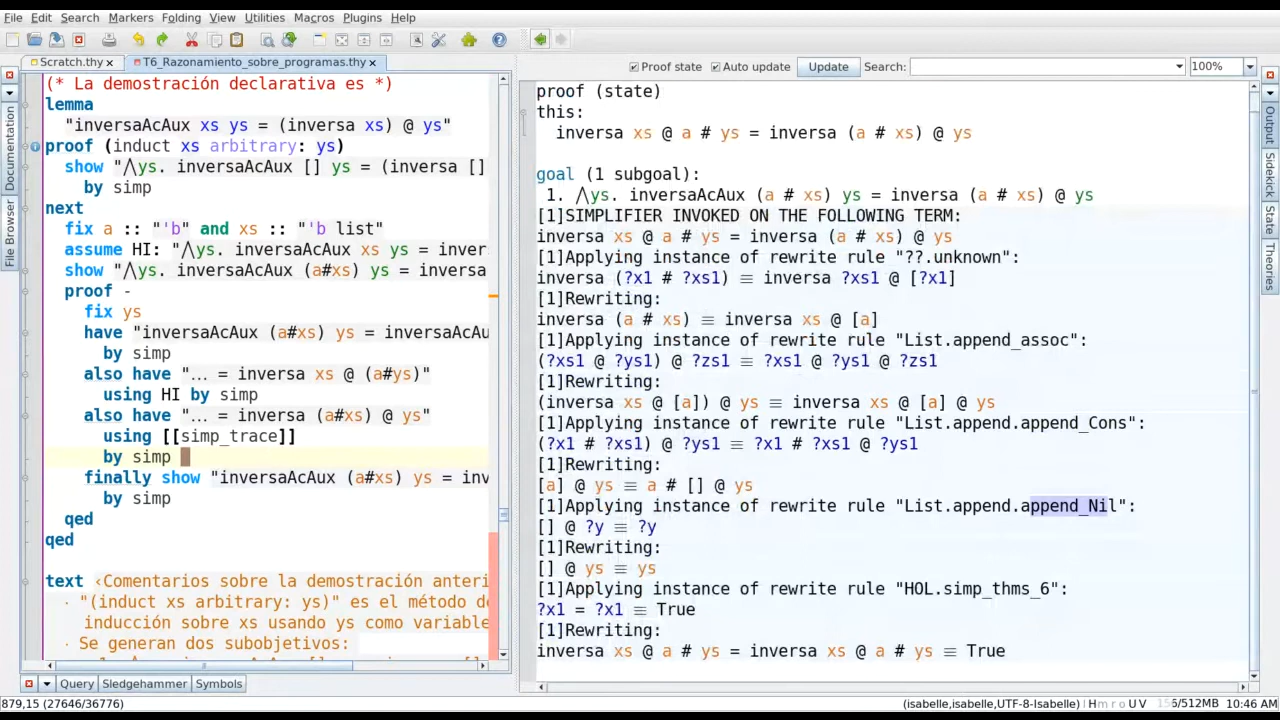 File Edit Search Markers Folding View Utilities Macros Plugins Help
Scratch.thy T6_Razonamiento_sobre_programas.thy
(* La demostración declarativa es *)
lemma
"inversaAcAux xs ys = (inversa xs) @ ys"
proof (induct xs arbitrary: ys)
show "⋀ys. inversaAcAux [] ys = (inversa []
by simp
next
fix a :: "'b" and xs :: "'b list"
assume HI: "⋀ys. inversaAcAux xs ys = inver
show "⋀ys. inversaAcAux (a#xs) ys = inversa
proof -
fix ys
have "inversaAcAux (a#xs) ys = inversaAcAu
by simp
also have "... = inversa xs @ (a#ys)"
using HI by simp
also have "... = inversa (a#xs) @ ys"
using [[simp_trace]]
by simp
finally show "inversaAcAux (a#xs) ys = inv
by simp
qed
qed
text ‹Comentarios sobre la demostración anteri
· "(induct xs arbitrary: ys)" es el método de
inducción sobre xs usando ys como variable
· Se generan dos subobjetivos:
Query Sledgehammer Symbols
Documentation
File Browser
Proof state Auto update Update Search: 100%
proof (state)
this:
inversa xs @ a # ys = inversa (a # xs) @ ys
goal (1 subgoal):
1. ⋀ys. inversaAcAux (a # xs) ys = inversa (a # xs) @ ys
[1]SIMPLIFIER INVOKED ON THE FOLLOWING TERM:
inversa xs @ a # ys = inversa (a # xs) @ ys
[1]Applying instance of rewrite rule "??.unknown":
inversa (?x1 # ?xs1) ≡ inversa ?xs1 @ [?x1]
[1]Rewriting:
inversa (a # xs) ≡ inversa xs @ [a]
[1]Applying instance of rewrite rule "List.append_assoc":
(?xs1 @ ?ys1) @ ?zs1 ≡ ?xs1 @ ?ys1 @ ?zs1
[1]Rewriting:
(inversa xs @ [a]) @ ys ≡ inversa xs @ [a] @ ys
[1]Applying instance of rewrite rule "List.append.append_Cons":
(?x1 # ?xs1) @ ?ys1 ≡ ?x1 # ?xs1 @ ?ys1
[1]Rewriting:
[a] @ ys ≡ a # [] @ ys
[1]Applying instance of rewrite rule "List.append.append_Nil":
[] @ ?y ≡ ?y
[1]Rewriting:
[] @ ys ≡ ys
[1]Applying instance of rewrite rule "HOL.simp_thms_6":
?x1 = ?x1 ≡ True
[1]Rewriting:
inversa xs @ a # ys = inversa xs @ a # ys ≡ True
Output
Sidekick
State
Theories
879,15 (27646/36776) (isabelle,isabelle,UTF-8-Isabelle) | H m r o U V 6/512MB 10:46 AM